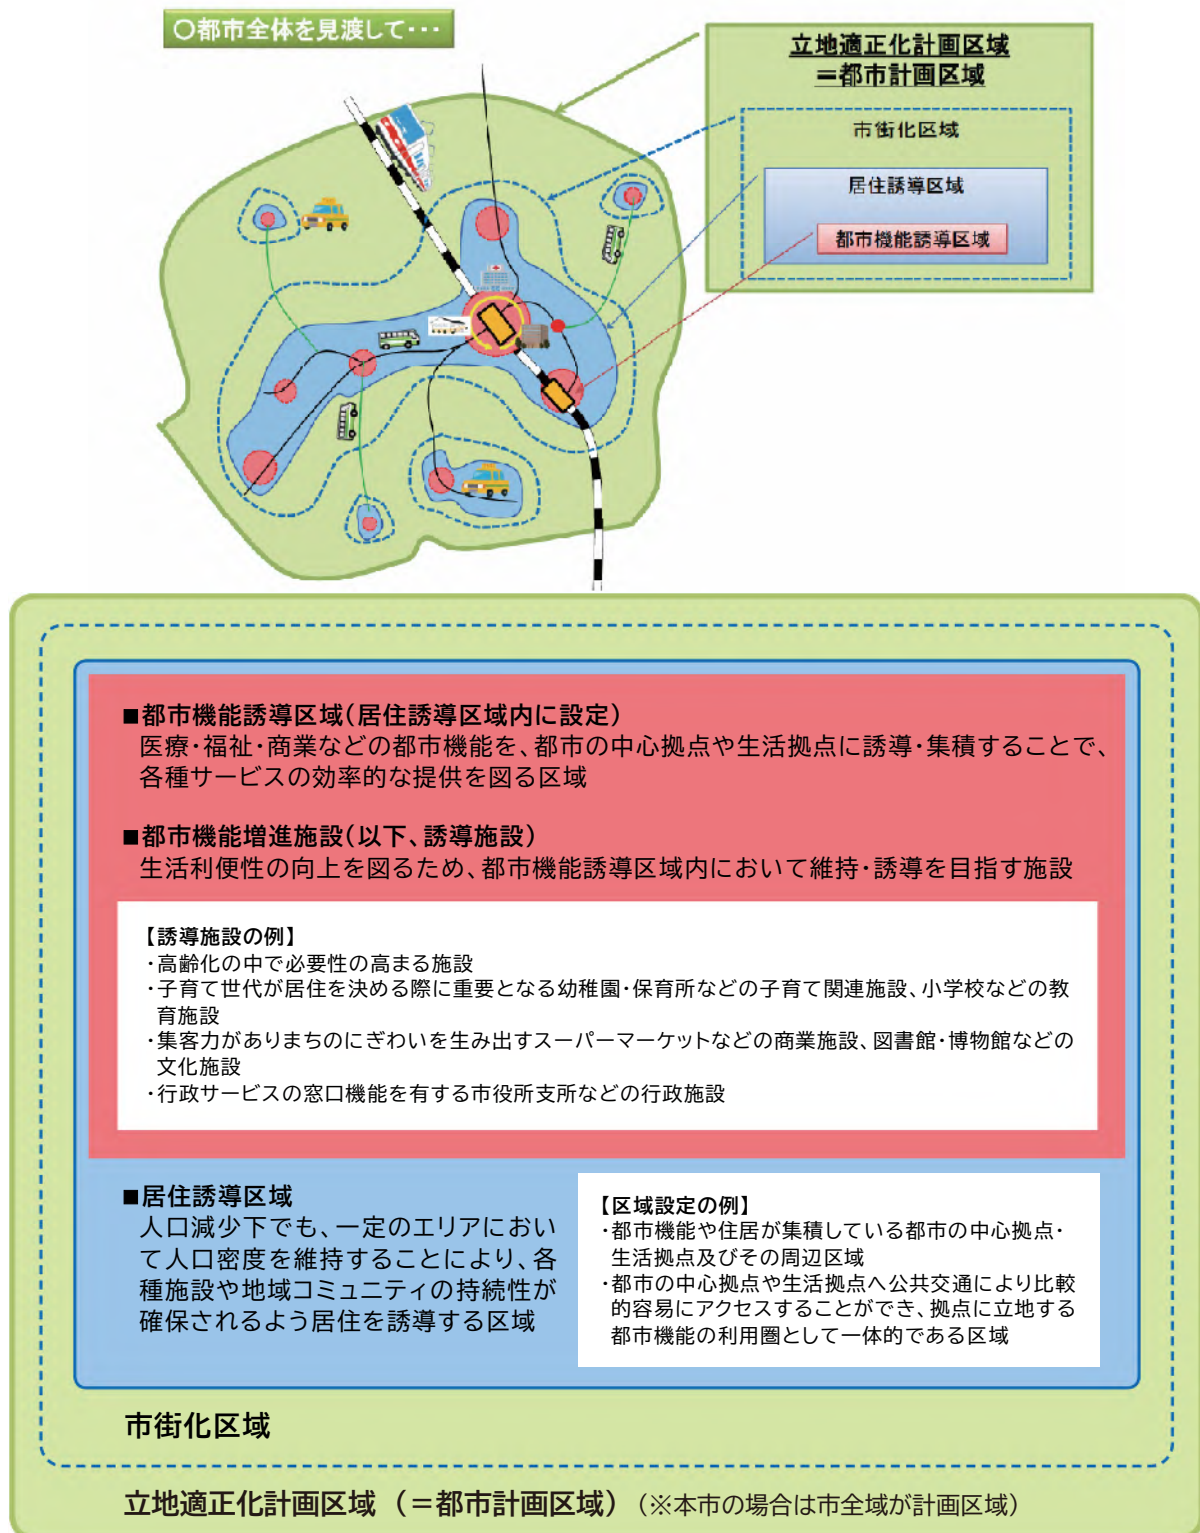 〇都市全体を見渡して・・・
立地適正化計画区域
＝都市計画区域
市街化区域
居住誘導区域
都市機能誘導区域
■都市機能誘導区域（居住誘導区域内に設定）
医療・福祉・商業などの都市機能を、都市の中心拠点や生活拠点に誘導・集積することで、
各種サービスの効率的な提供を図る区域
■都市機能増進施設（以下、誘導施設）
生活利便性の向上を図るため、都市機能誘導区域内において維持・誘導を目指す施設
【誘導施設の例】
・高齢化の中で必要性の高まる施設
・子育て世代が居住を決める際に重要となる幼稚園・保育所などの子育て関連施設、小学校などの教
育施設
・集客力がありまちのにぎわいを生み出すスーパーマーケットなどの商業施設、図書館・博物館などの
文化施設
・行政サービスの窓口機能を有する市役所支所などの行政施設
■居住誘導区域
人口減少下でも、一定のエリアにおい
て人口密度を維持することにより、各
種施設や地域コミュニティの持続性が
確保されるよう居住を誘導する区域
【区域設定の例】
・都市機能や住居が集積している都市の中心拠点・
生活拠点及びその周辺区域
・都市の中心拠点や生活拠点へ公共交通により比較
的容易にアクセスすることができ、拠点に立地する
都市機能の利用圏として一体的である区域
市街化区域
立地適正化計画区域（＝都市計画区域）（※本市の場合は市全域が計画区域）